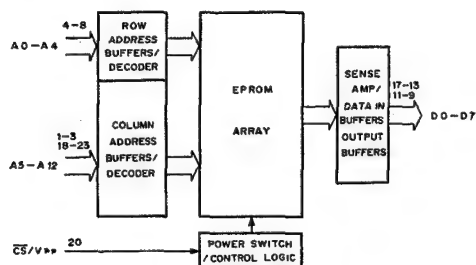 4-8
A0-A4
ROW
ADDRESS
BUFFERS/
DECODER
1-3
18-23
A5-A12
COLUMN
ADDRESS
BUFFERS/
DECODER
EPROM
ARRAY
SENSE
AMP/
DATA IN
BUFFERS
OUTPUT
BUFFERS
17-13
11-9
D0-D7
CS/VPP
20
POWER SWITCH
/CONTROL LOGIC